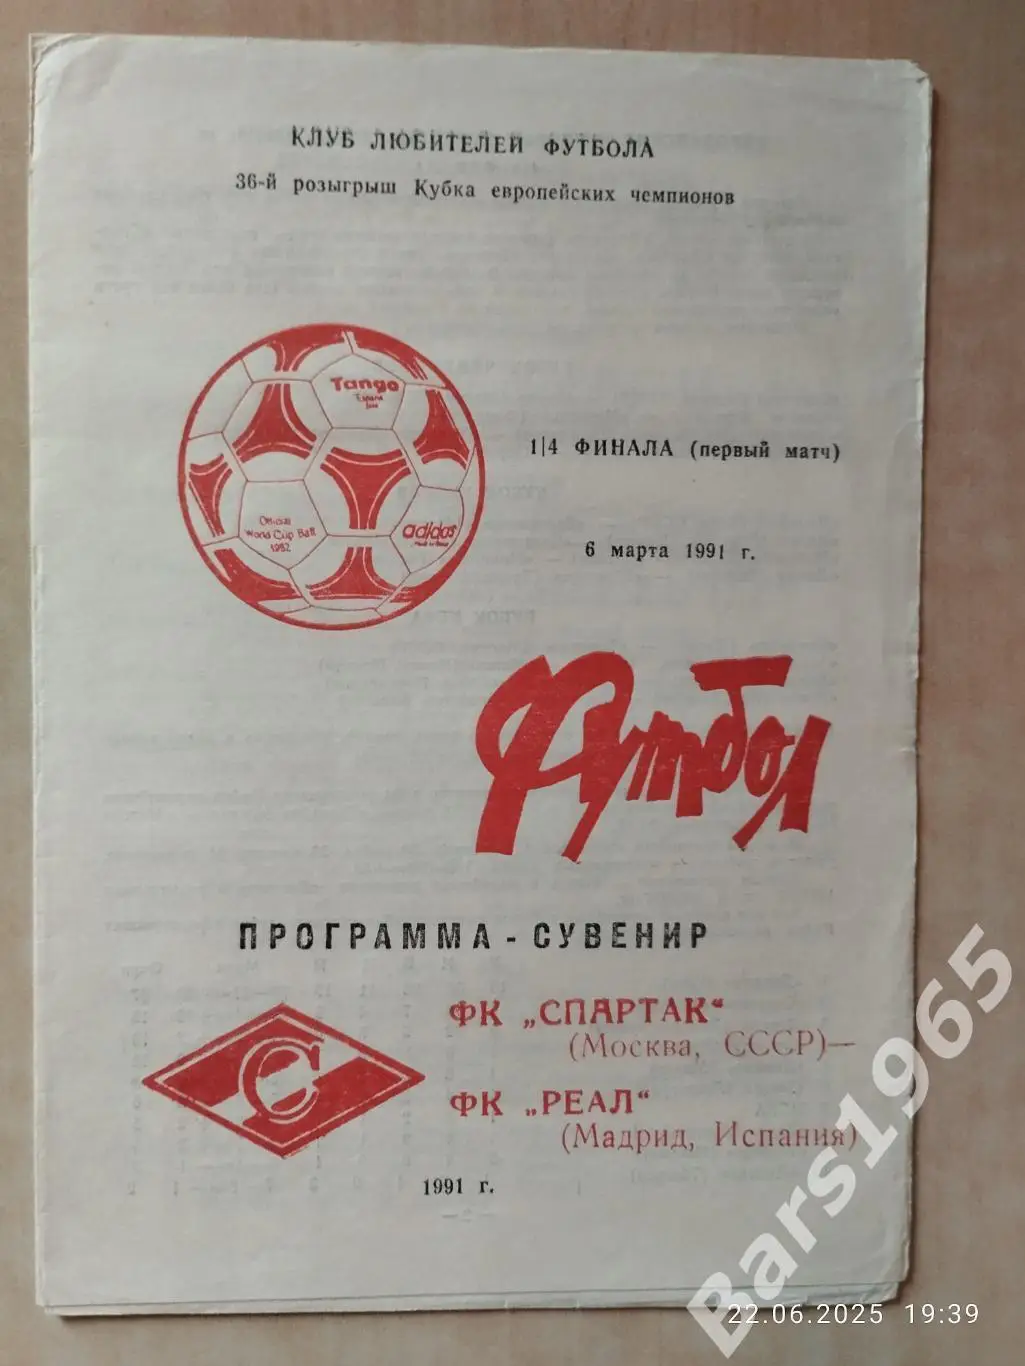 КЛУБ ЛЮБИТЕЛЕЙ ФУТБОЛА
36-й розыгрыш Кубка европейских чемпионов
Tango
España
Official
World Cup Ball
1982
adidas
1|4 ФИНАЛА (первый матч)
6 марта 1991 г.
Футбол
ПРОГРАММА - СУВЕНИР
С
ФК „СПАРТАК“
(Москва, СССР)—
ФК „РЕАЛ“
(Мадрид, Испания)
1991 г.
Bars1965
22.06.2025 19:39